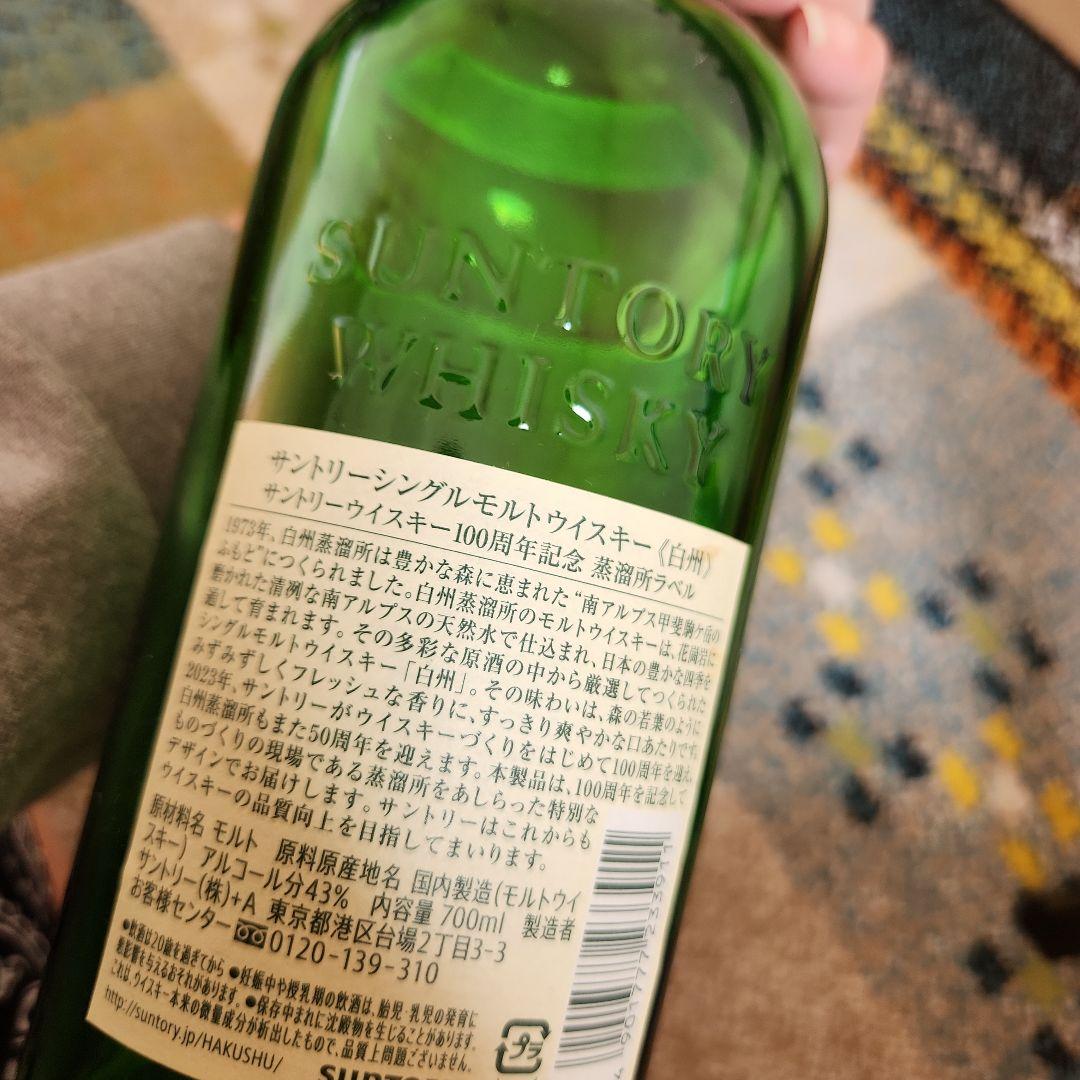 SUNTORY
WHISKY
サントリーシングルモルトウイスキー《白州》
サントリーウイスキー100周年記念 蒸溜所ラベル
1973年、白州蒸溜所は豊かな森に恵まれた“南アルプス甲斐駒ケ岳の
ふもと”につくられました。白州蒸溜所のモルトウイスキーは、花崗岩に
磨かれた清冽な南アルプスの天然水で仕込まれ、日本の豊かな四季を
通して育まれます。その多彩な原酒の中から厳選してつくられた
シングルモルトウイスキー「白州」。その味わいは、森の若葉のように
みずみずしくフレッシュな香りに、すっきり爽やかな口あたりです。
2023年、サントリーがウイスキーづくりをはじめて100周年を迎え、
白州蒸溜所もまた50周年を迎えます。本製品は、100周年を記念して
ものづくりの現場である蒸溜所をあしらった特別な
デザインでお届けします。サントリーはこれからも
ウイスキーの品質向上を目指してまいります。
原材料名 モルト 原料原産地名 国内製造(モルトウイ
スキー) アルコール分43% 内容量 700ml 製造者
サントリー(株)+A 東京都港区台場2丁目3-3
お客様センター 0120-139-310
●飲酒は20歳を過ぎてから ●妊娠中や授乳期の飲酒は、胎児・乳児の発育に
悪影響を与えるおそれがあります。 ●保存中まれに沈殿物を生じることがあります。
これは、ウイスキー本来の微量成分が析出したもので、品質上問題ございません。
http://suntory.jp/HAKUSHU/
プラ
4 901777 233911